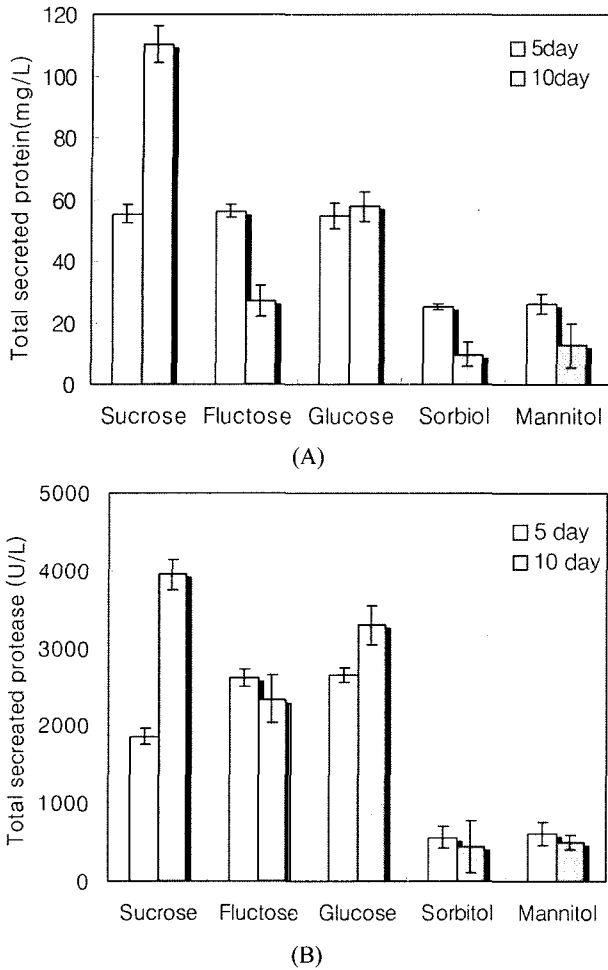 Total secreted protein(mg/L)
120
100
80
60
40
20
0
5day
10day
Sucrose Fluctose Glucose Sorbiol Mannitol
(A)
Total secreated protease (U/L)
5000
4000
3000
2000
1000
0
5 day
10 day
Sucrose Fluctose Glucose Sorbitol Mannitol
(B)